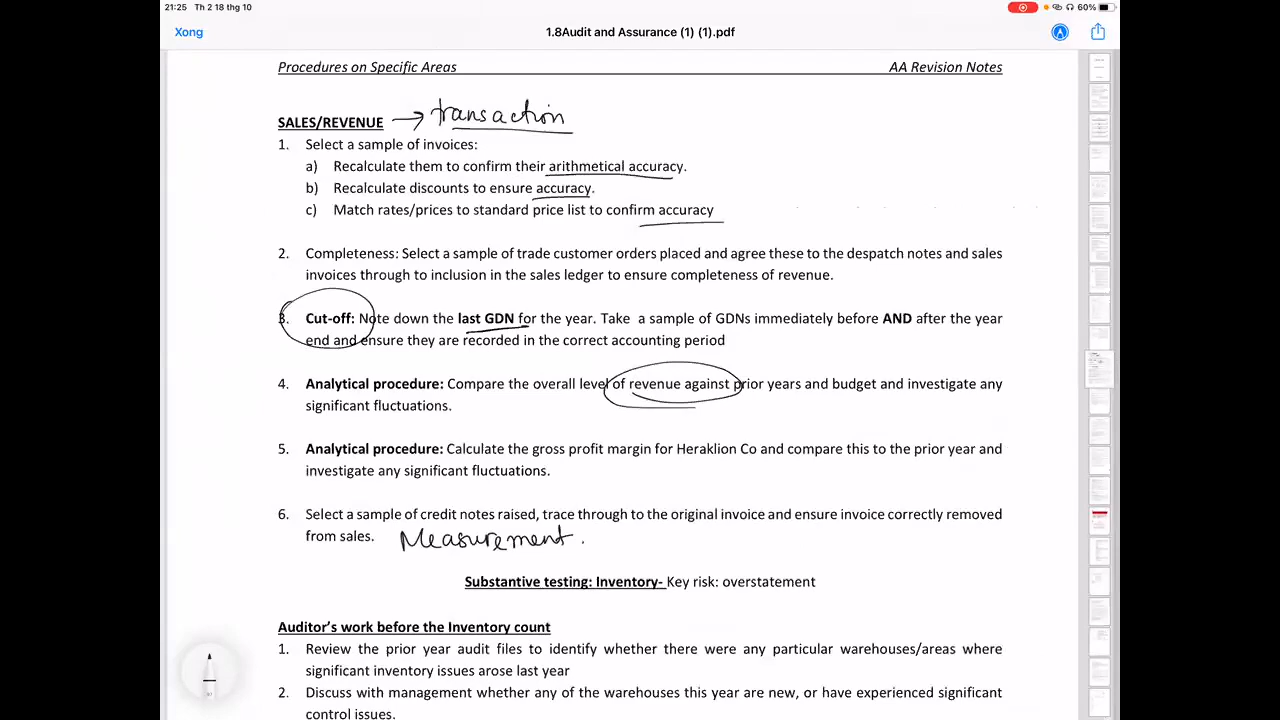 21:25 Th 2 18 thg 10
60%
Xong
1.8Audit and Assurance (1) (1).pdf
Procedures on Specific Areas AA Revision Notes
SALES/REVENUE → transaction
1. Select a sample of invoices:
Recalculate them to confirm their arithmetical accuracy.
Recalculate discounts to ensure accuracy.
c) Match sales prices to standard price list to confirm accuracy
2. Completeness: Select a sample customer orders placed and agree these to the despatch notes and sales
invoices through to inclusion in the sales ledger to ensure completeness of revenue.
3. Cut-off: Note down the last GDN for the year. Take a sample of GDNs immediately before AND after the year
end and ensure they are recorded in the correct accounting period
4. Analytical procedure: Compare the overall level of revenue against prior years and budget and investigate any
significant fluctuations.
5. Analytical procedure: Calculate the gross profit margin for Heraklion Co and compare this to the prior year and
investigate any significant fluctuations.
6. Select a sample of credit notes issued, trace through to the original invoice and ensure invoice correctly removed
from sales. Measurement
Substantive testing: Inventory- Key risk: overstatement
Auditor's work before the Inventory count
1. Review the prior year audit files to identify whether there were any particular warehouses/areas where
significant inventory issues arose last year
2. Discuss with management whether any of the warehouses this year are new, or have experienced significant
control issues.